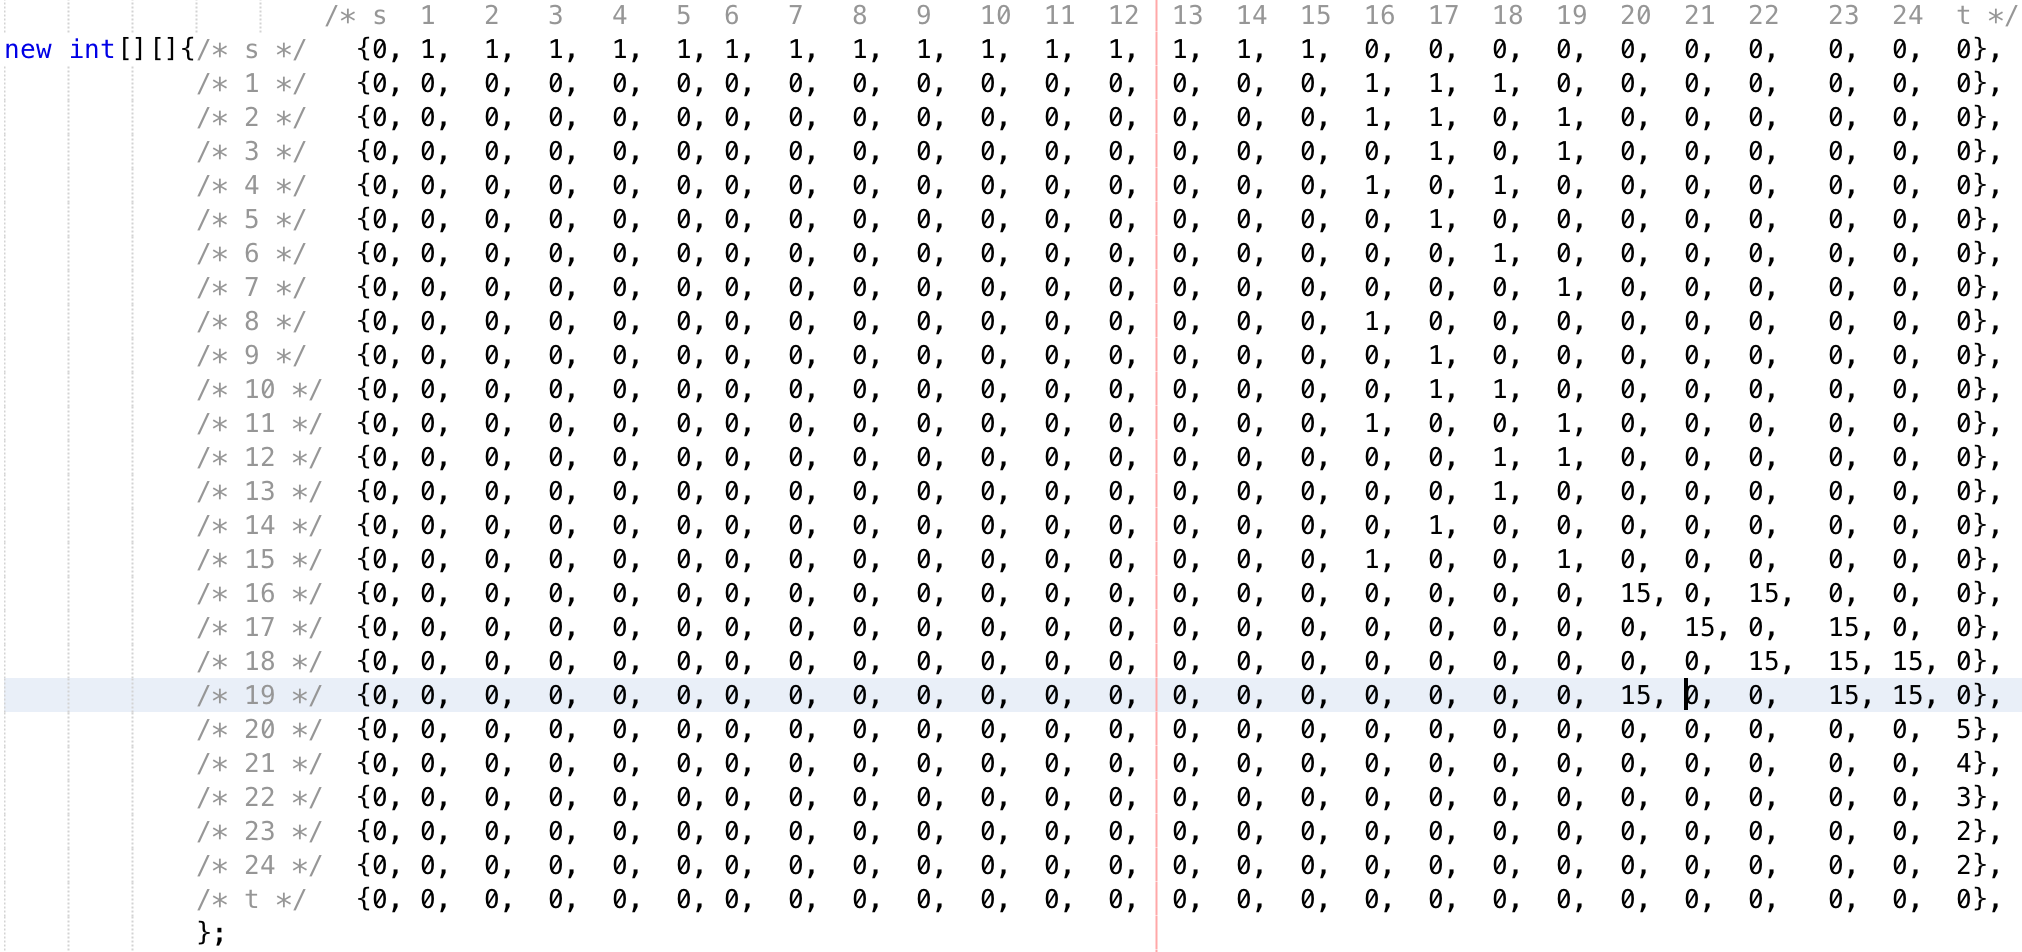 /* s 1 2 3 4 5 6 7 8 9 10 11 12 13 14 15 16 17 18 19 20 21 22 23 24 t */
new int[][]{/* s */ {0, 1, 1, 1, 1, 1, 1, 1, 1, 1, 1, 1, 1, 1, 1, 1, 0, 0, 0, 0, 0, 0, 0, 0, 0, 0},
/* 1 */ {0, 0, 0, 0, 0, 0, 0, 0, 0, 0, 0, 0, 0, 0, 0, 0, 1, 1, 1, 0, 0, 0, 0, 0, 0, 0},
/* 2 */ {0, 0, 0, 0, 0, 0, 0, 0, 0, 0, 0, 0, 0, 0, 0, 0, 1, 1, 0, 1, 0, 0, 0, 0, 0, 0},
/* 3 */ {0, 0, 0, 0, 0, 0, 0, 0, 0, 0, 0, 0, 0, 0, 0, 0, 0, 1, 0, 1, 0, 0, 0, 0, 0, 0},
/* 4 */ {0, 0, 0, 0, 0, 0, 0, 0, 0, 0, 0, 0, 0, 0, 0, 0, 1, 0, 1, 0, 0, 0, 0, 0, 0, 0},
/* 5 */ {0, 0, 0, 0, 0, 0, 0, 0, 0, 0, 0, 0, 0, 0, 0, 0, 0, 1, 0, 0, 0, 0, 0, 0, 0, 0},
/* 6 */ {0, 0, 0, 0, 0, 0, 0, 0, 0, 0, 0, 0, 0, 0, 0, 0, 0, 0, 1, 0, 0, 0, 0, 0, 0, 0},
/* 7 */ {0, 0, 0, 0, 0, 0, 0, 0, 0, 0, 0, 0, 0, 0, 0, 0, 0, 0, 0, 1, 0, 0, 0, 0, 0, 0},
/* 8 */ {0, 0, 0, 0, 0, 0, 0, 0, 0, 0, 0, 0, 0, 0, 0, 0, 1, 0, 0, 0, 0, 0, 0, 0, 0, 0},
/* 9 */ {0, 0, 0, 0, 0, 0, 0, 0, 0, 0, 0, 0, 0, 0, 0, 0, 0, 1, 0, 0, 0, 0, 0, 0, 0, 0},
/* 10 */ {0, 0, 0, 0, 0, 0, 0, 0, 0, 0, 0, 0, 0, 0, 0, 0, 0, 1, 1, 0, 0, 0, 0, 0, 0, 0},
/* 11 */ {0, 0, 0, 0, 0, 0, 0, 0, 0, 0, 0, 0, 0, 0, 0, 0, 1, 0, 0, 1, 0, 0, 0, 0, 0, 0},
/* 12 */ {0, 0, 0, 0, 0, 0, 0, 0, 0, 0, 0, 0, 0, 0, 0, 0, 0, 0, 1, 1, 0, 0, 0, 0, 0, 0},
/* 13 */ {0, 0, 0, 0, 0, 0, 0, 0, 0, 0, 0, 0, 0, 0, 0, 0, 0, 0, 1, 0, 0, 0, 0, 0, 0, 0},
/* 14 */ {0, 0, 0, 0, 0, 0, 0, 0, 0, 0, 0, 0, 0, 0, 0, 0, 0, 1, 0, 0, 0, 0, 0, 0, 0, 0},
/* 15 */ {0, 0, 0, 0, 0, 0, 0, 0, 0, 0, 0, 0, 0, 0, 0, 0, 1, 0, 0, 1, 0, 0, 0, 0, 0, 0},
/* 16 */ {0, 0, 0, 0, 0, 0, 0, 0, 0, 0, 0, 0, 0, 0, 0, 0, 0, 0, 0, 0, 15, 0, 15, 0, 0, 0},
/* 17 */ {0, 0, 0, 0, 0, 0, 0, 0, 0, 0, 0, 0, 0, 0, 0, 0, 0, 0, 0, 0, 0, 15, 0, 15, 0, 0},
/* 18 */ {0, 0, 0, 0, 0, 0, 0, 0, 0, 0, 0, 0, 0, 0, 0, 0, 0, 0, 0, 0, 0, 0, 15, 15, 15, 0},
/* 19 */ {0, 0, 0, 0, 0, 0, 0, 0, 0, 0, 0, 0, 0, 0, 0, 0, 0, 0, 0, 0, 15, 0, 0, 15, 15, 0},
/* 20 */ {0, 0, 0, 0, 0, 0, 0, 0, 0, 0, 0, 0, 0, 0, 0, 0, 0, 0, 0, 0, 0, 0, 0, 0, 0, 5},
/* 21 */ {0, 0, 0, 0, 0, 0, 0, 0, 0, 0, 0, 0, 0, 0, 0, 0, 0, 0, 0, 0, 0, 0, 0, 0, 0, 4},
/* 22 */ {0, 0, 0, 0, 0, 0, 0, 0, 0, 0, 0, 0, 0, 0, 0, 0, 0, 0, 0, 0, 0, 0, 0, 0, 0, 3},
/* 23 */ {0, 0, 0, 0, 0, 0, 0, 0, 0, 0, 0, 0, 0, 0, 0, 0, 0, 0, 0, 0, 0, 0, 0, 0, 0, 2},
/* 24 */ {0, 0, 0, 0, 0, 0, 0, 0, 0, 0, 0, 0, 0, 0, 0, 0, 0, 0, 0, 0, 0, 0, 0, 0, 0, 2},
/* t */ {0, 0, 0, 0, 0, 0, 0, 0, 0, 0, 0, 0, 0, 0, 0, 0, 0, 0, 0, 0, 0, 0, 0, 0, 0, 0},
};